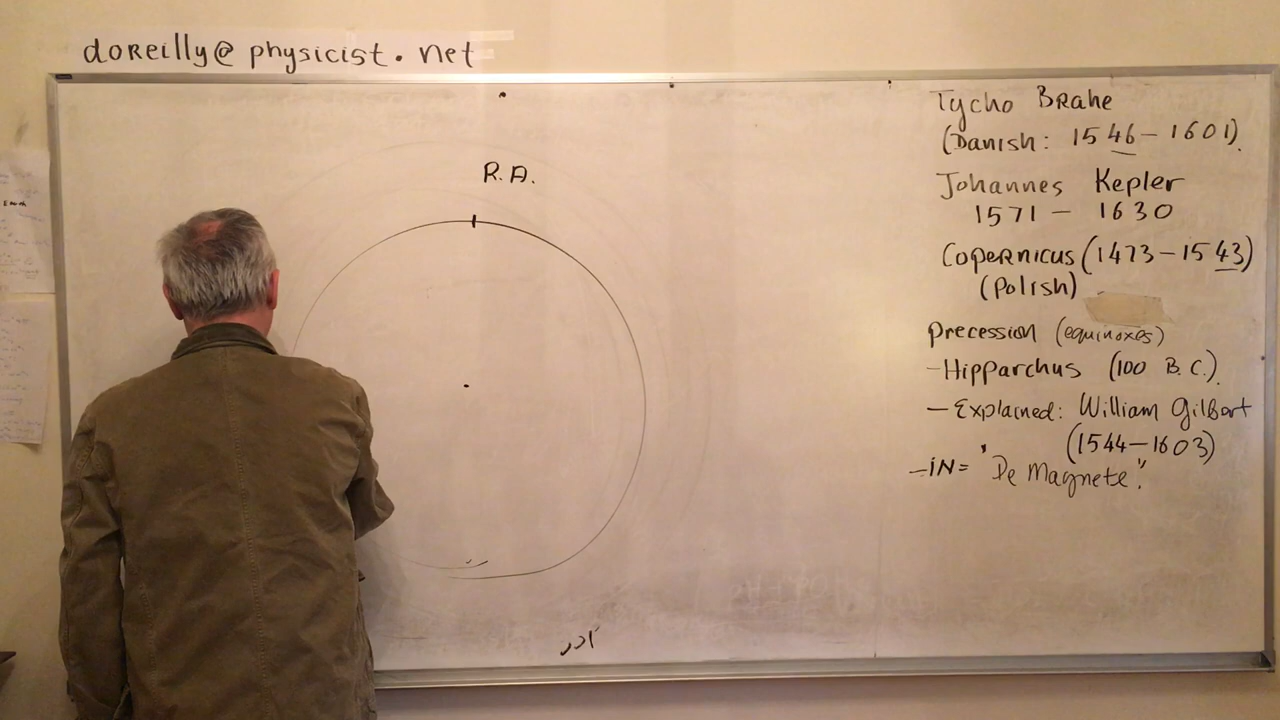 doReilly@physicist.net
R.A.
Tycho Brahe
(Danish: 1546-1601).
Johannes Kepler
1571 - 1630
Copernicus (1473-1543)
(Polish)
precession (equinoxes)
-Hipparchus (100 B.C.).
- Explained: William Gilbert
(1544-1603)
-iN= "De Magnete".